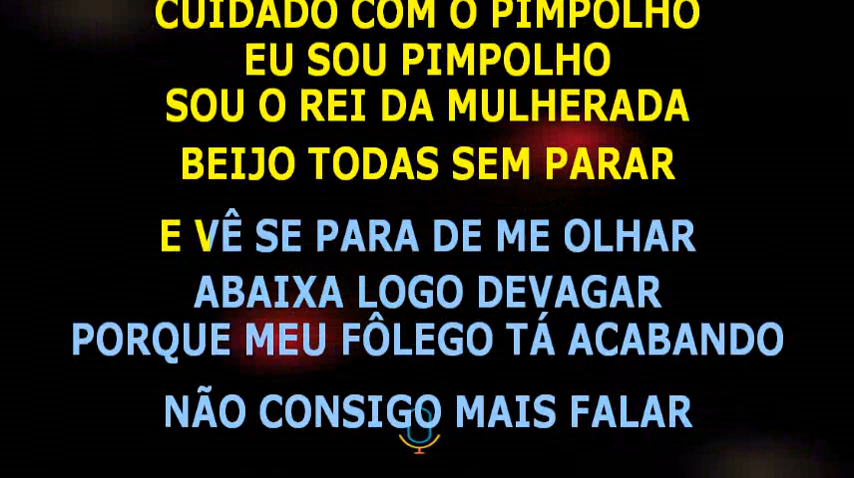 CUIDADO COM O PIMPOLHO
EU SOU PIMPOLHO
SOU O REI DA MULHERADA
BEIJO TODAS SEM PARAR
E VÊ SE PARA DE ME OLHAR
ABAIXA LOGO DEVAGAR
PORQUE MEU FÔLEGO TÁ ACABANDO
NÃO CONSIGO MAIS FALAR